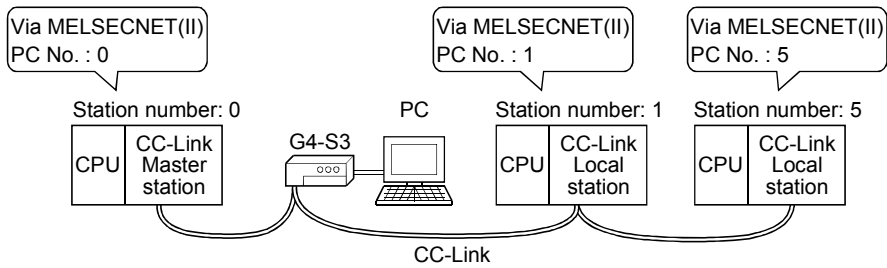 Via MELSECNET(II)
PC No. : 0
Via MELSECNET(II)
PC No. : 1
Via MELSECNET(II)
PC No. : 5
Station number: 0
PC
Station number: 1
Station number: 5
CPU
CC-Link
Master
station
G4-S3
CPU
CC-Link
Local
station
CPU
CC-Link
Local
station
CC-Link